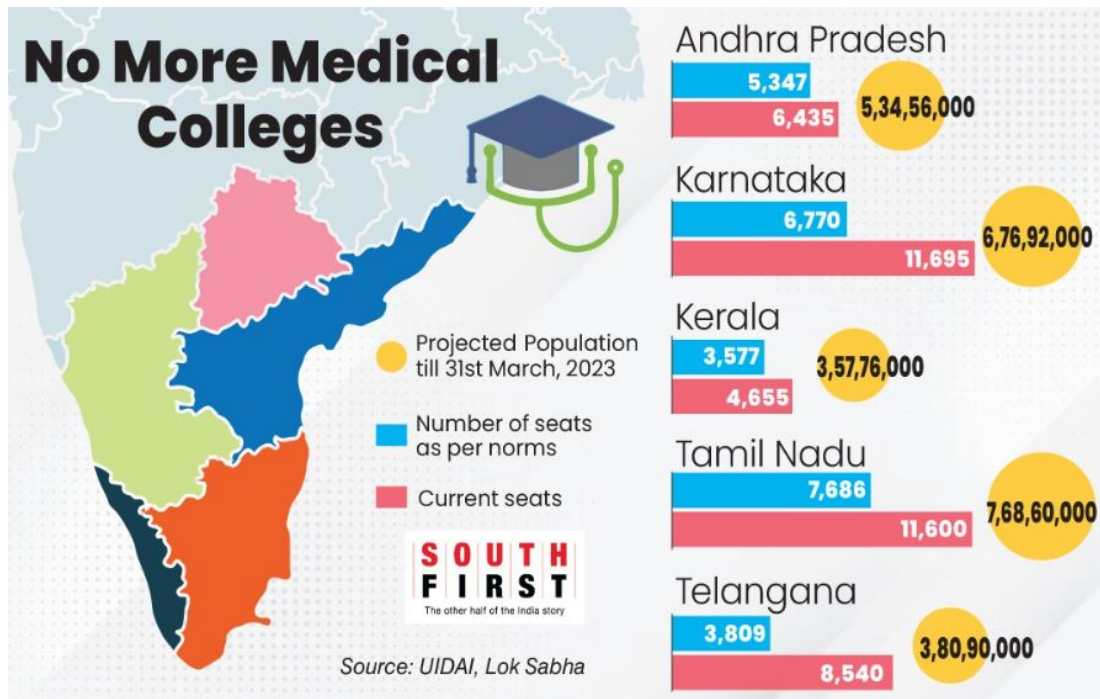 No More Medical
Colleges
Projected Population
till 31st March, 2023
Number of seats
as per norms
Current seats
SOUTH
FIRST
The other half of the India story
Source: UIDAI, Lok Sabha
Andhra Pradesh
5,347
6,435
5,34,56,000
Karnataka
6,770
11,695
6,76,92,000
Kerala
3,577
4,655
3,57,76,000
Tamil Nadu
7,686
11,600
7,68,60,000
Telangana
3,809
8,540
3,80,90,000